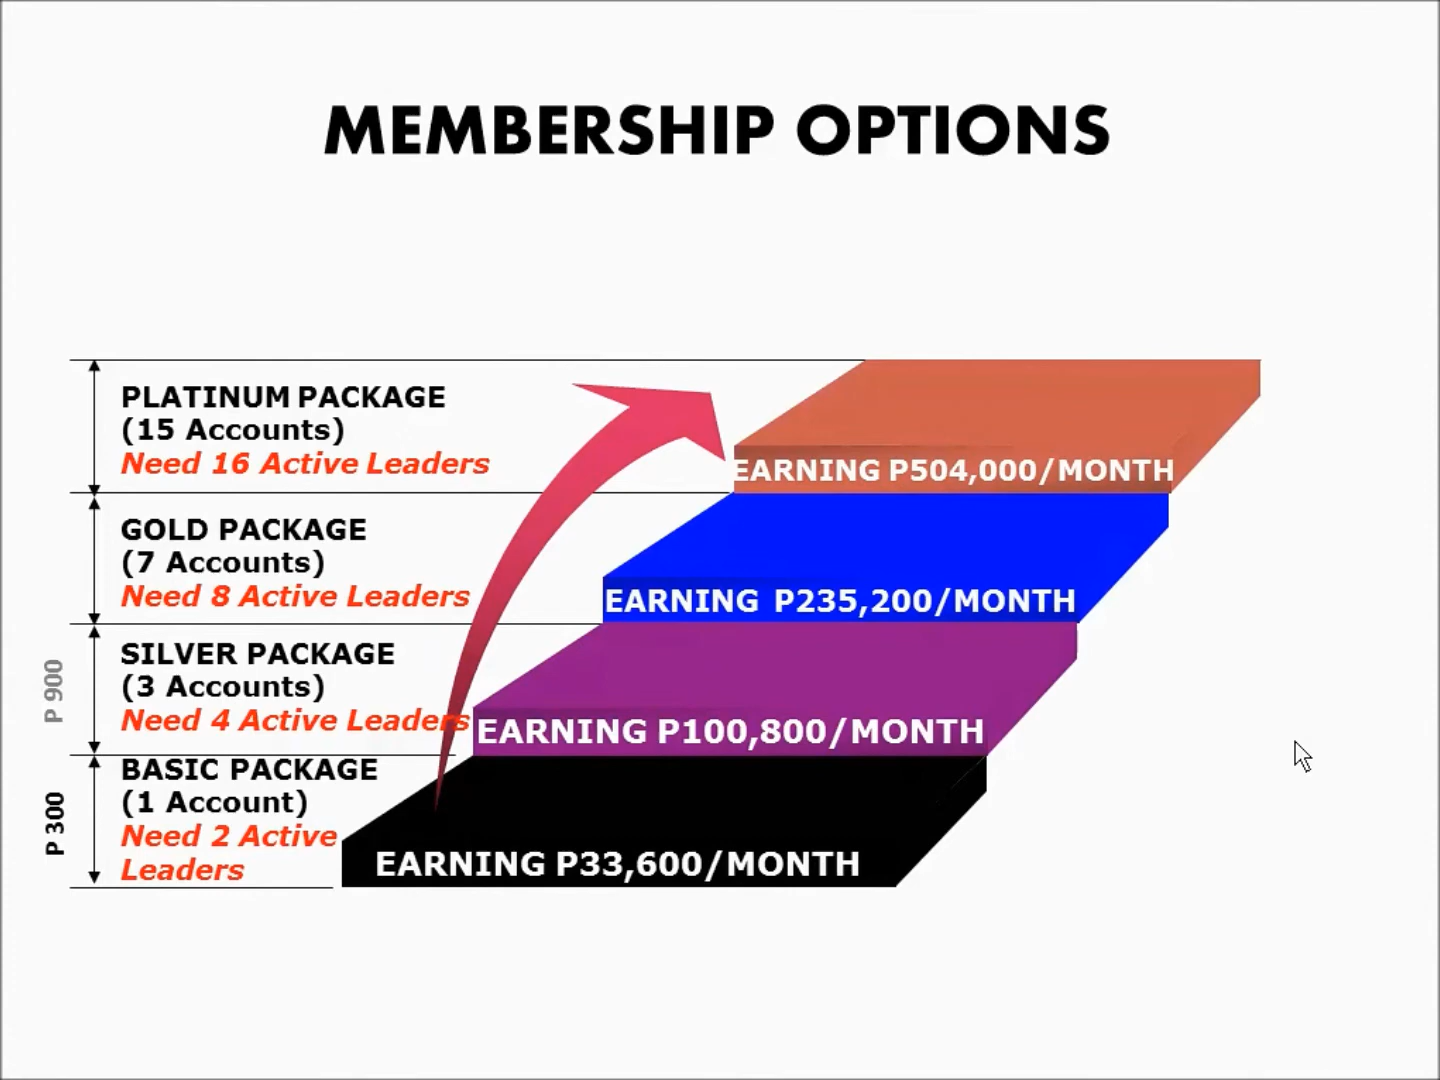 MEMBERSHIP OPTIONS
PLATINUM PACKAGE
(15 Accounts)
Need 16 Active Leaders
EARNING P504,000/MONTH
GOLD PACKAGE
(7 Accounts)
Need 8 Active Leaders
EARNING P235,200/MONTH
P 900
SILVER PACKAGE
(3 Accounts)
Need 4 Active Leaders
EARNING P100,800/MONTH
P 300
BASIC PACKAGE
(1 Account)
Need 2 Active
Leaders
EARNING P33,600/MONTH